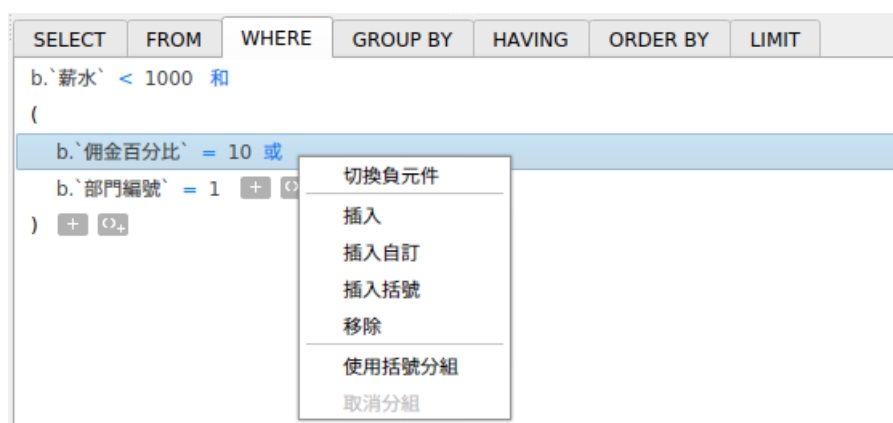 SELECT FROM WHERE GROUP BY HAVING ORDER BY LIMIT
b.`薪水` < 1000 和
(
b.`佣金百分比` = 10 或
b.`部門編號` = 1
)
切換負元件
插入
插入自訂
插入括號
移除
使用括號分組
取消分組